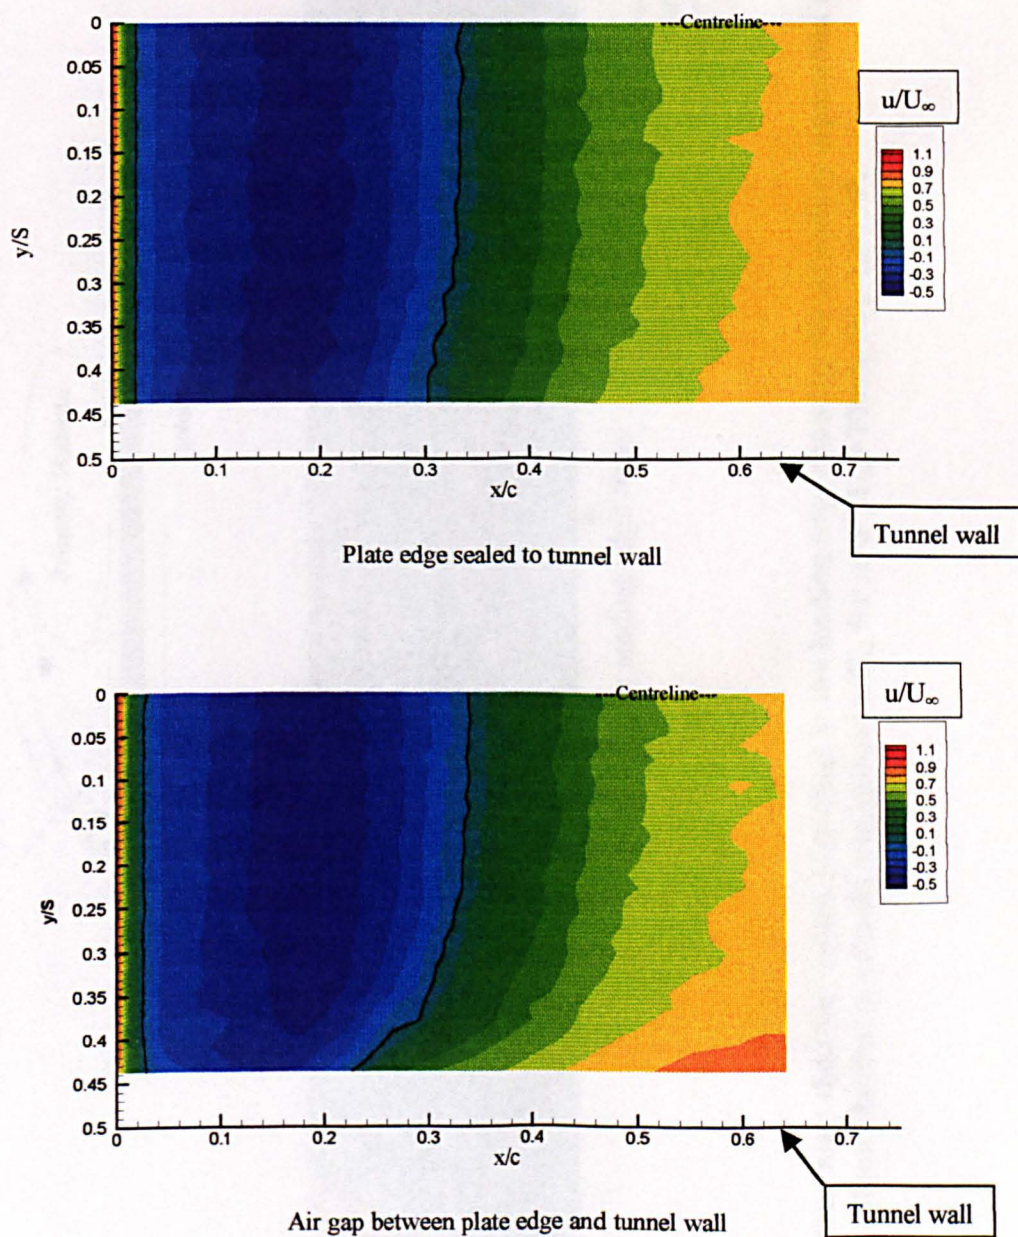 ---Centreline---
0
0.05
0.1
0.15
0.2
0.25
0.3
0.35
0.4
0.45
0.5
y/S
0 0.1 0.2 0.3 0.4 0.5 0.6 0.7
x/c
u/U∞
1.1
0.9
0.7
0.5
0.3
0.1
-0.1
-0.3
-0.5
Tunnel wall
Plate edge sealed to tunnel wall
---Centreline---
0
0.05
0.1
0.15
0.2
0.25
0.3
0.35
0.4
0.45
0.5
y/S
0 0.1 0.2 0.3 0.4 0.5 0.6 0.7
x/c
u/U∞
1.1
0.9
0.7
0.5
0.3
0.1
-0.1
-0.3
-0.5
Tunnel wall
Air gap between plate edge and tunnel wall